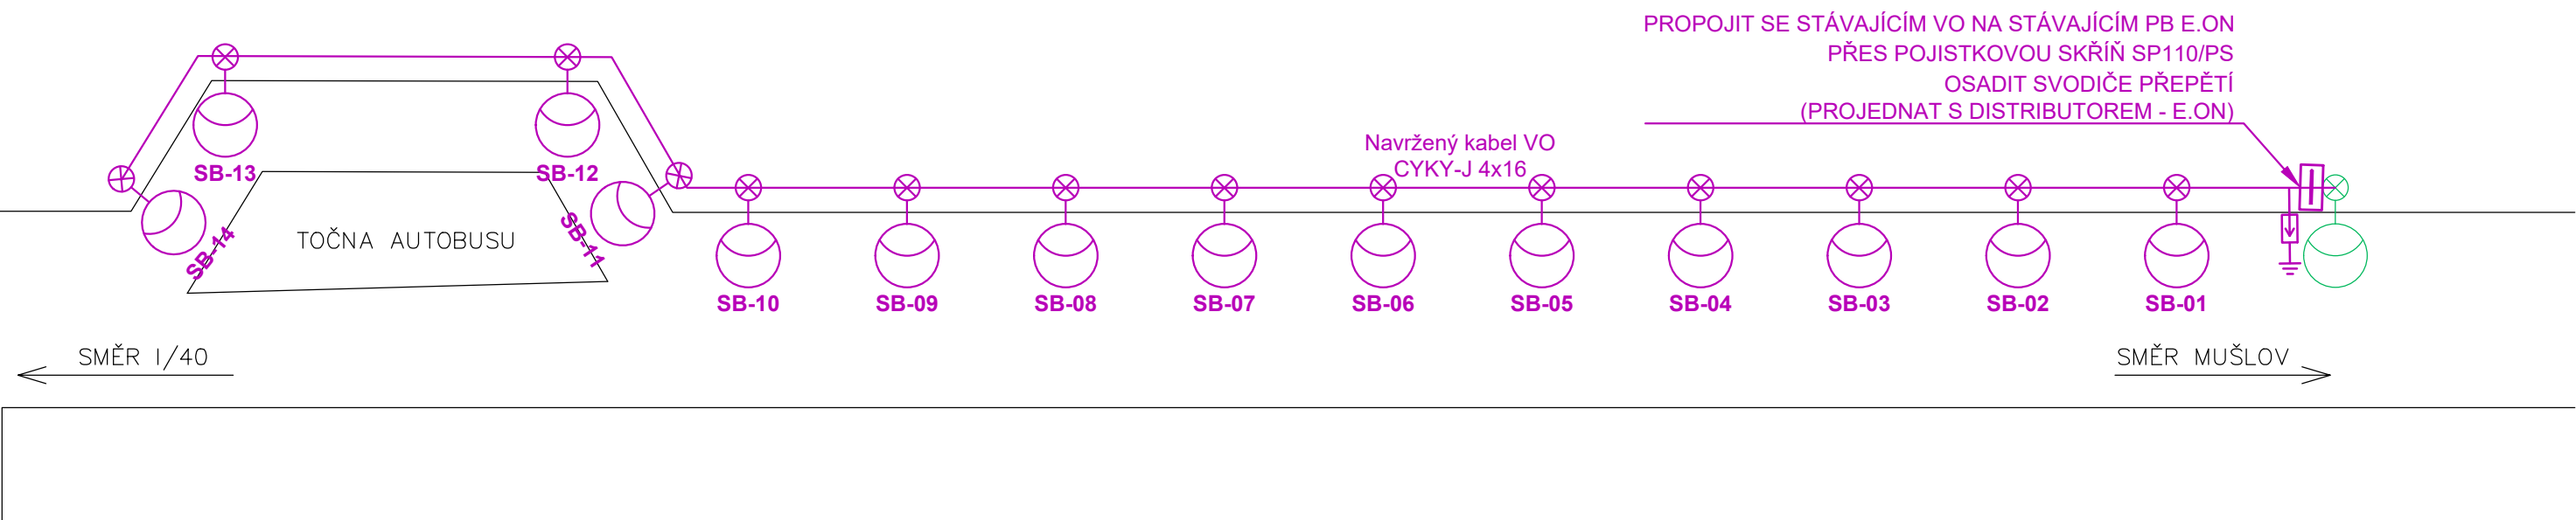 PROPOJIT SE STÁVAJÍCÍM VO NA STÁVAJÍCÍM PB E.ON
PŘES POJISTKOVOU SKŘÍŇ SP110/PS
OSADIT SVODIČE PŘEPĚTÍ
(PROJEDNAT S DISTRIBUTOREM - E.ON)
Navržený kabel VO
CYKY-J 4x16
SB-13
SB-12
SB-14
TOČNA AUTOBUSU
SB-11
SB-10
SB-09
SB-08
SB-07
SB-06
SB-05
SB-04
SB-03
SB-02
SB-01
SMĚR I/40
SMĚR MUŠLOV